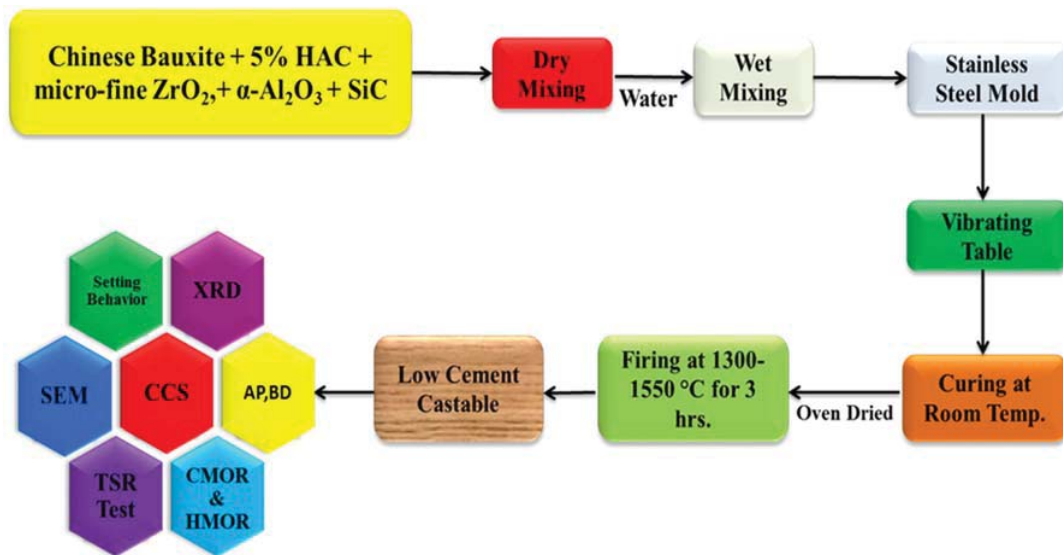 Chinese Bauxite + 5% HAC +
micro-fine ZrO₂,+ α-Al₂O₃ + SiC
Dry
Mixing
Water
Wet
Mixing
Stainless
Steel Mold
Vibrating
Table
Curing at
Room Temp.
Oven Dried
Firing at 1300-
1550 °C for 3
hrs.
Low Cement
Castable
Setting
Behavior
XRD
SEM
CCS
AP,BD
TSR
Test
CMOR
&
HMOR